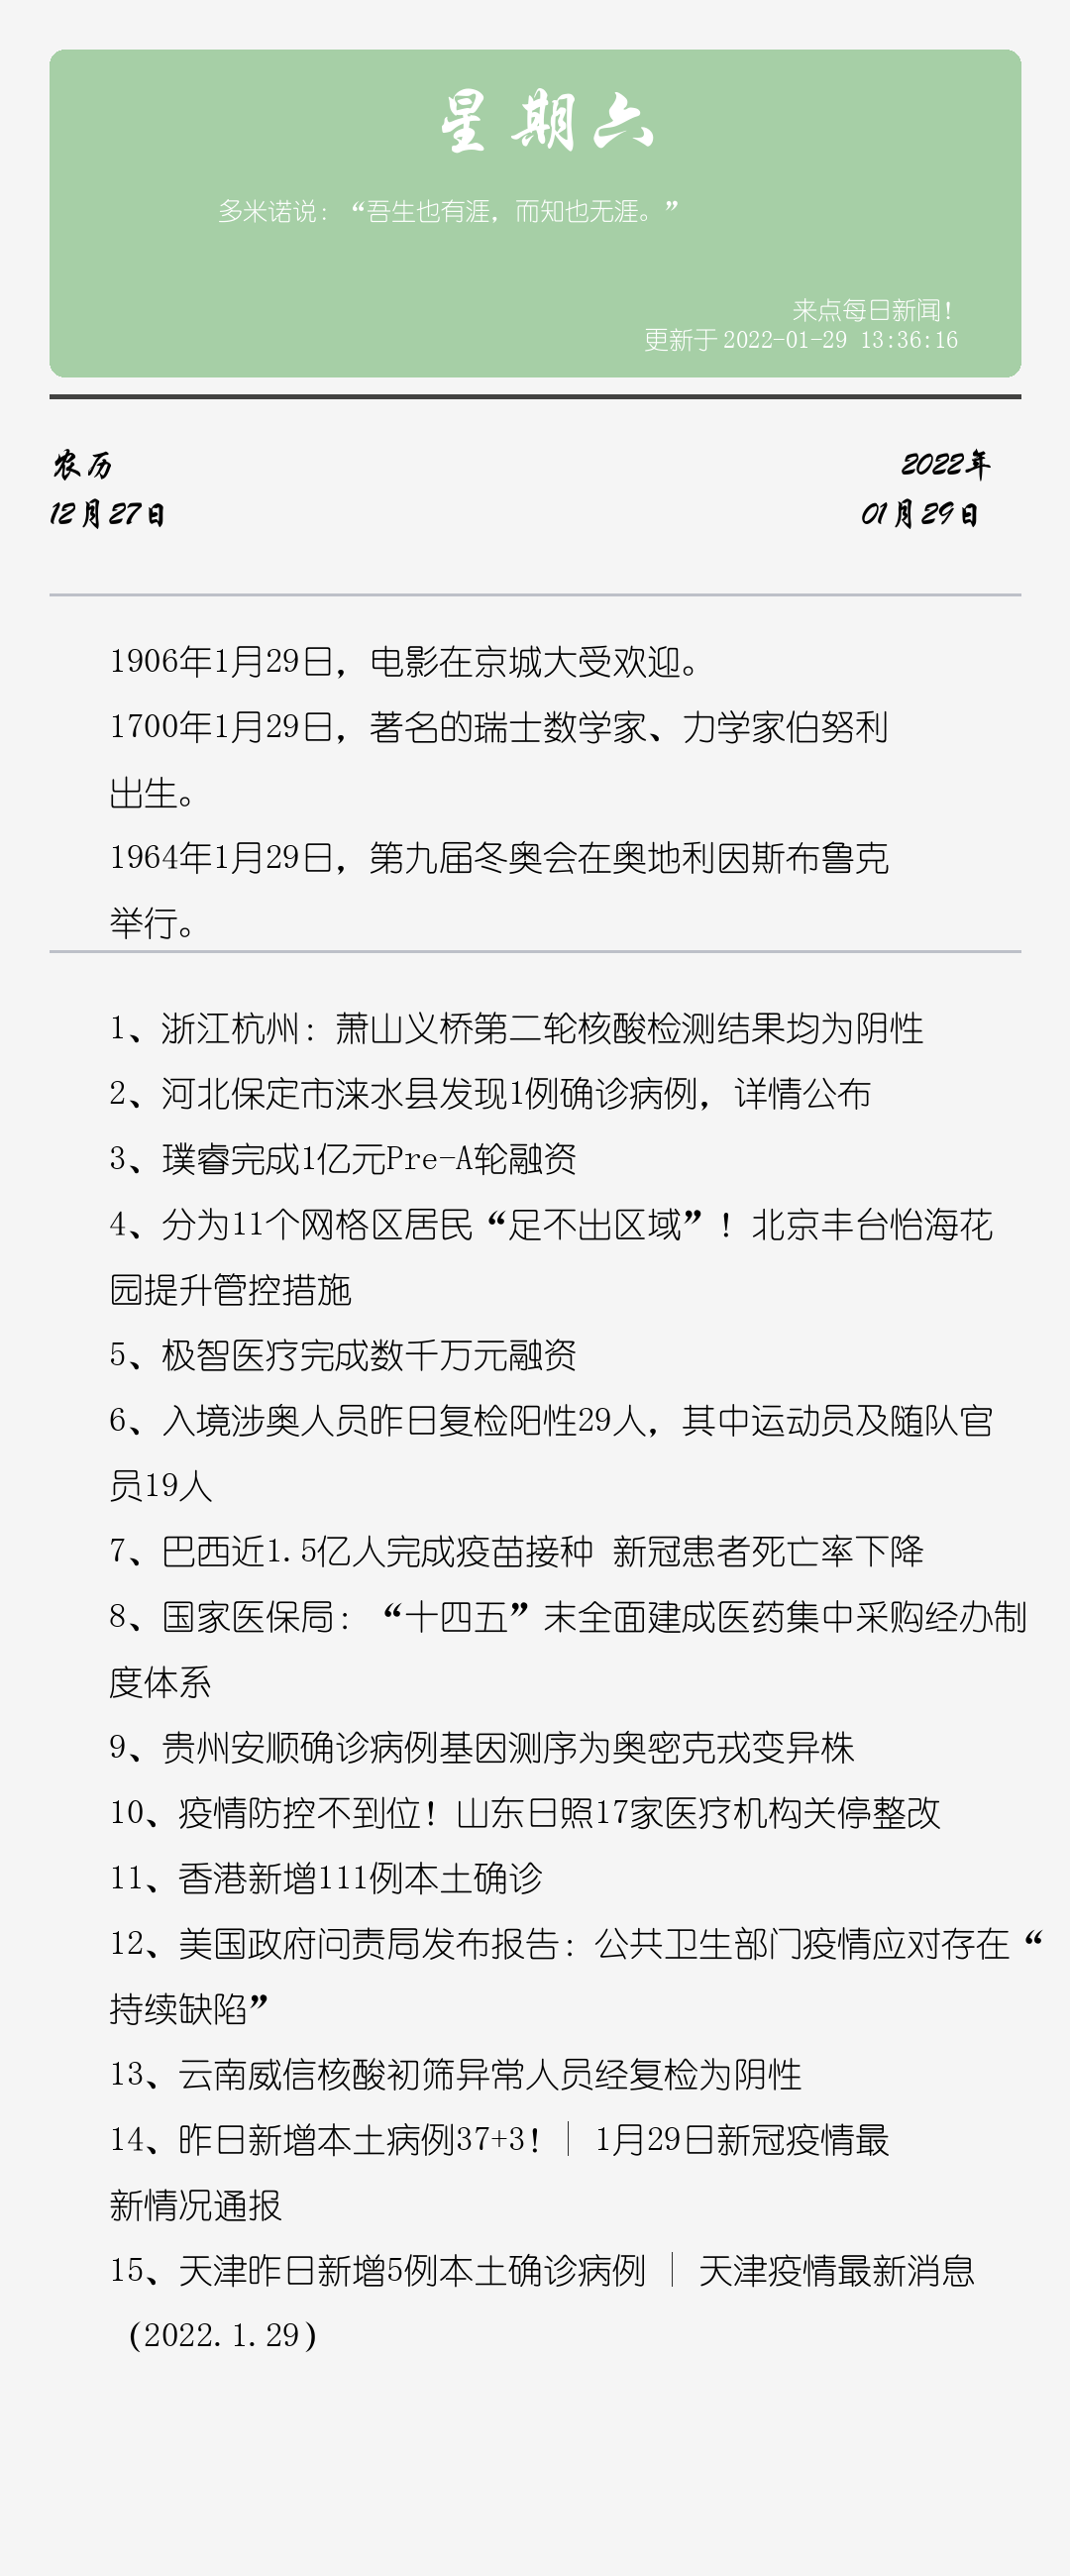 星期六
多米诺说：“吾生也有涯，而知也无涯。”
来点每日新闻！
更新于 2022-01-29 13:36:16
农历
2022年
12月27日
01月29日
1906年1月29日，电影在京城大受欢迎。
1700年1月29日，著名的瑞士数学家、力学家伯努利
出生。
1964年1月29日，第九届冬奥会在奥地利因斯布鲁克
举行。
1、浙江杭州：萧山义桥第二轮核酸检测结果均为阴性
2、河北保定市涞水县发现1例确诊病例，详情公布
3、璞睿完成1亿元Pre-A轮融资
4、分为11个网格区居民“足不出区域”！北京丰台怡海花
园提升管控措施
5、极智医疗完成数千万元融资
6、入境涉奥人员昨日复检阳性29人，其中运动员及随队官
员19人
7、巴西近1.5亿人完成疫苗接种 新冠患者死亡率下降
8、国家医保局：“十四五”末全面建成医药集中采购经办制
度体系
9、贵州安顺确诊病例基因测序为奥密克戎变异株
10、疫情防控不到位！山东日照17家医疗机构关停整改
11、香港新增111例本土确诊
12、美国政府问责局发布报告：公共卫生部门疫情应对存在“
持续缺陷”
13、云南威信核酸初筛异常人员经复检为阴性
14、昨日新增本土病例37+3！｜1月29日新冠疫情最
新情况通报
15、天津昨日新增5例本土确诊病例 ｜ 天津疫情最新消息
（2022.1.29）